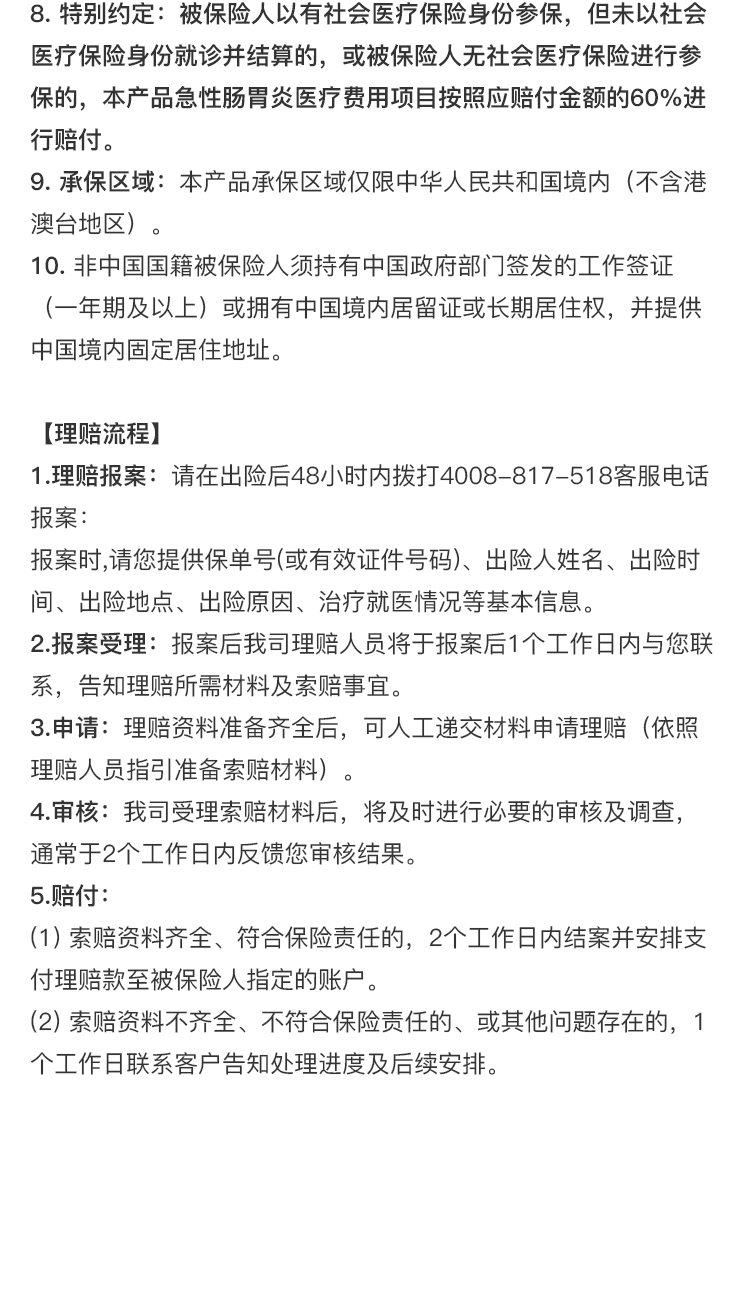 8. 特别约定：被保险人以有社会医疗保险身份参保，但未以社会
医疗保险身份就诊并结算的，或被保险人无社会医疗保险进行参
保的，本产品急性肠胃炎医疗费用项目按照应赔付金额的60%进
行赔付。
9. 承保区域：本产品承保区域仅限中华人民共和国境内（不含港
澳台地区）。
10. 非中国国籍被保险人须持有中国政府部门签发的工作签证
（一年期及以上）或拥有中国境内居留证或长期居住权，并提供
中国境内固定居住地址。
【理赔流程】
1.理赔报案：请在出险后48小时内拨打4008-817-518客服电话
报案：
报案时,请您提供保单号(或有效证件号码)、出险人姓名、出险时
间、出险地点、出险原因、治疗就医情况等基本信息。
2.报案受理：报案后我司理赔人员将于报案后1个工作日内与您联
系，告知理赔所需材料及索赔事宜。
3.申请：理赔资料准备齐全后，可人工递交材料申请理赔（依照
理赔人员指引准备索赔材料）。
4.审核：我司受理索赔材料后，将及时进行必要的审核及调查，
通常于2个工作日内反馈您审核结果。
5.赔付：
(1) 索赔资料齐全、符合保险责任的，2个工作日内结案并安排支
付理赔款至被保险人指定的账户。
(2) 索赔资料不齐全、不符合保险责任的、或其他问题存在的，1
个工作日联系客户告知处理进度及后续安排。